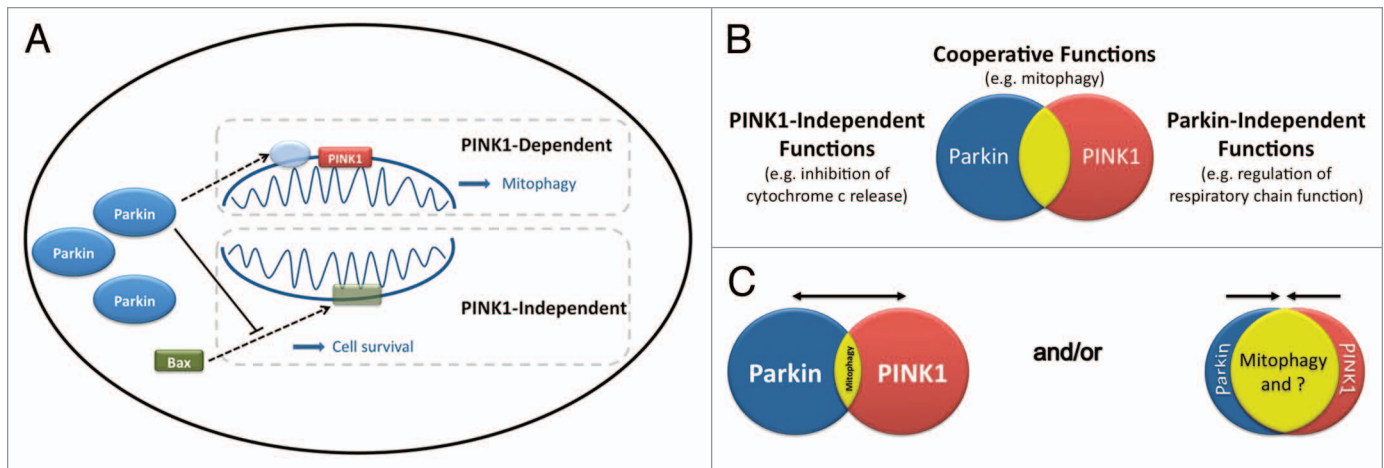 A
PINK1-Dependent
PINK1
Mitophagy
Parkin
Parkin
Parkin
PINK1-Independent
Bax
Cell survival
B
Cooperative Functions
(e.g. mitophagy)
PINK1-Independent
Functions
(e.g. inhibition of
cytochrome c release)
Parkin
PINK1
Parkin-Independent
Functions
(e.g. regulation of
respiratory chain function)
C
Parkin
Mitophagy
PINK1
and/or
Parkin
Mitophagy
and ?
PINK1